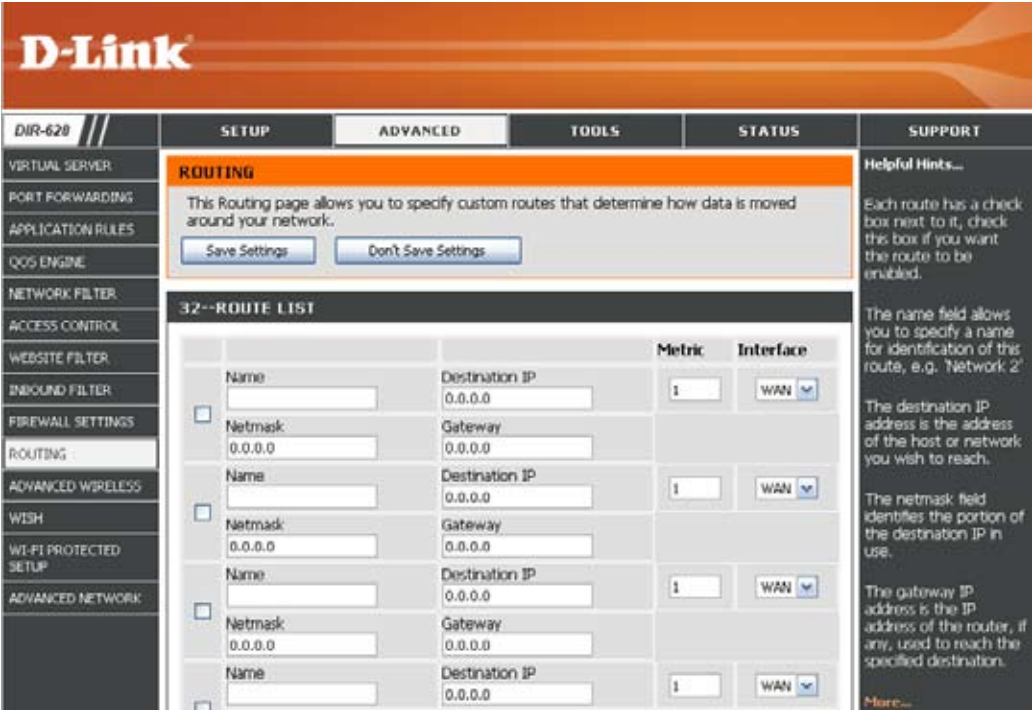 D-Link
DIR-628
SETUP
ADVANCED
TOOLS
STATUS
SUPPORT
VIRTUAL SERVER
PORT FORWARDING
APPLICATION RULES
QOS ENGINE
NETWORK FILTER
ACCESS CONTROL
WEBSITE FILTER
INBOUND FILTER
FIREWALL SETTINGS
ROUTING
ADVANCED WIRELESS
WISH
WI-FI PROTECTED
SETUP
ADVANCED NETWORK
ROUTING
This Routing page allows you to specify custom routes that determine how data is moved
around your network.
Save Settings
Don't Save Settings
32--ROUTE LIST
Metric
Interface
Name
Destination IP
0.0.0.0
1
WAN
Netmask
Gateway
0.0.0.0
0.0.0.0
Name
Destination IP
0.0.0.0
1
WAN
Netmask
Gateway
0.0.0.0
0.0.0.0
Name
Destination IP
0.0.0.0
1
WAN
Netmask
Gateway
0.0.0.0
0.0.0.0
Name
Destination IP
0.0.0.0
1
WAN
Helpful Hints...
Each route has a check
box next to it, check
this box if you want
the route to be
enabled.
The name field allows
you to specify a name
for identification of this
route, e.g. 'Network 2'
The destination IP
address is the address
of the host or network
you wish to reach.
The netmask field
identifies the portion of
the destination IP in
use.
The gateway IP
address is the IP
address of the router, if
any, used to reach the
specified destination.
More...